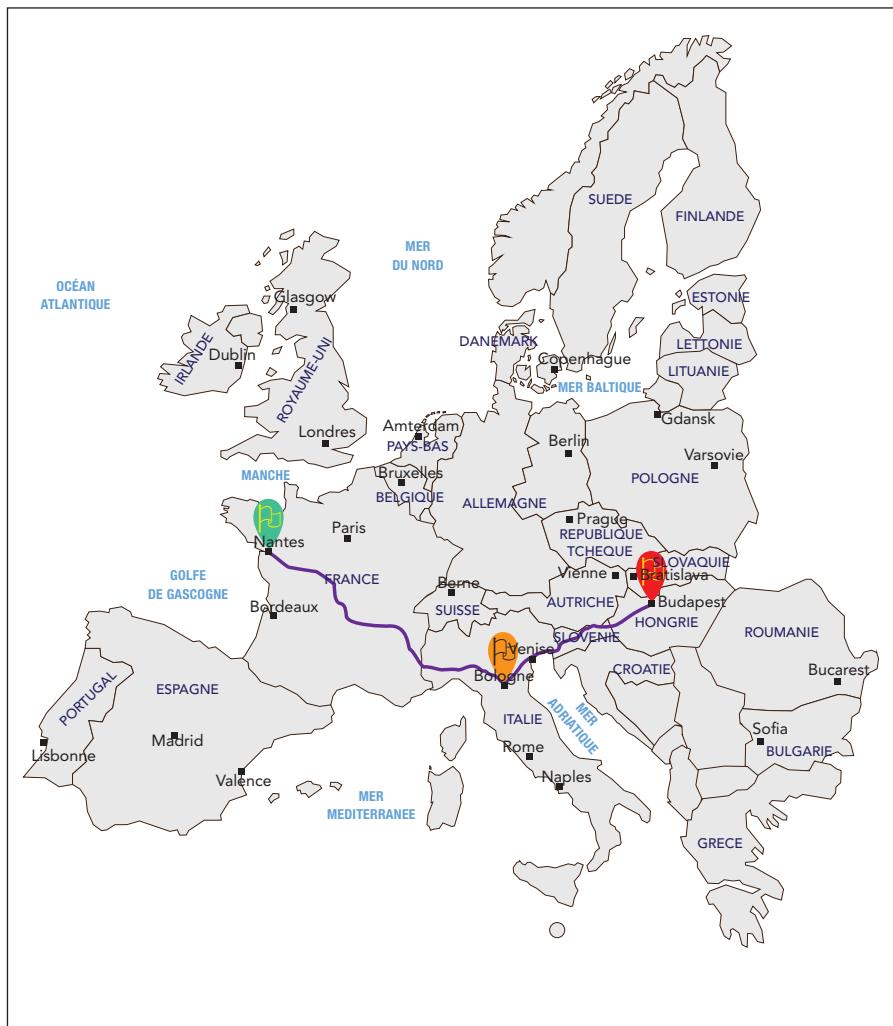 SUEDE
FINLANDE
MER
DU NORD
OCÉAN
ATLANTIQUE
ESTONIE
Glasgow
DANEMARK
LETTONIE
IRLANDE
Dublin
ROYAUME-UNI
Copenhague
LITUANIE
MER BALTIQUE
Gdansk
Amterdam
Londres
PAYS-BAS
Berlin
Varsovie
MANCHE
Bruxelles
BELGIQUE
ALLEMAGNE
POLOGNE
Prague
REPUBLIQUE
TCHEQUE
Nantes
Paris
SLOVAQUIE
Vienne
Bratislava
GOLFE
DE GASCOGNE
FRANCE
Berne
SUISSE
AUTRICHE
Budapest
HONGRIE
Bordeaux
SLOVENIE
ROUMANIE
Venise
Bologne
CROATIE
Bucarest
PORTUGAL
ESPAGNE
MER
ADRIATIQUE
ITALIE
Sofia
BULGARIE
Lisbonne
Madrid
Rome
Valence
Naples
MER
MEDITERRANEE
GRECE